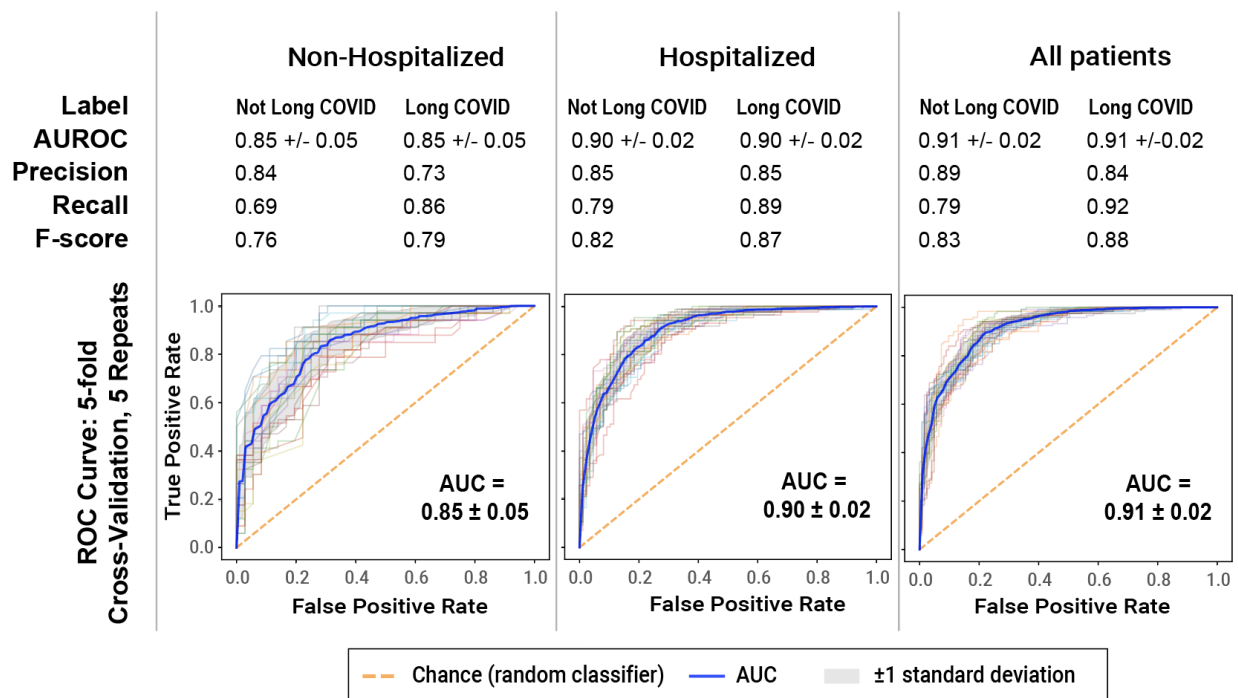 Non-Hospitalized Hospitalized All patients
Label Not Long COVID Long COVID Not Long COVID Long COVID Not Long COVID Long COVID
AUROC 0.85 +/- 0.05 0.85 +/- 0.05 0.90 +/- 0.02 0.90 +/- 0.02 0.91 +/- 0.02 0.91 +/-0.02
Precision 0.84 0.73 0.85 0.85 0.89 0.84
Recall 0.69 0.86 0.79 0.89 0.79 0.92
F-score 0.76 0.79 0.82 0.87 0.83 0.88
ROC Curve: 5-fold
Cross-Validation, 5 Repeats
True Positive Rate
1.0
0.8
0.6
0.4
0.2
0.0
AUC =
0.85 ± 0.05
0.0 0.2 0.4 0.6 0.8 1.0
False Positive Rate
AUC =
0.90 ± 0.02
0.0 0.2 0.4 0.6 0.8 1.0
False Positive Rate
AUC =
0.91 ± 0.02
0.0 0.2 0.4 0.6 0.8 1.0
False Positive Rate
Chance (random classifier) AUC ±1 standard deviation